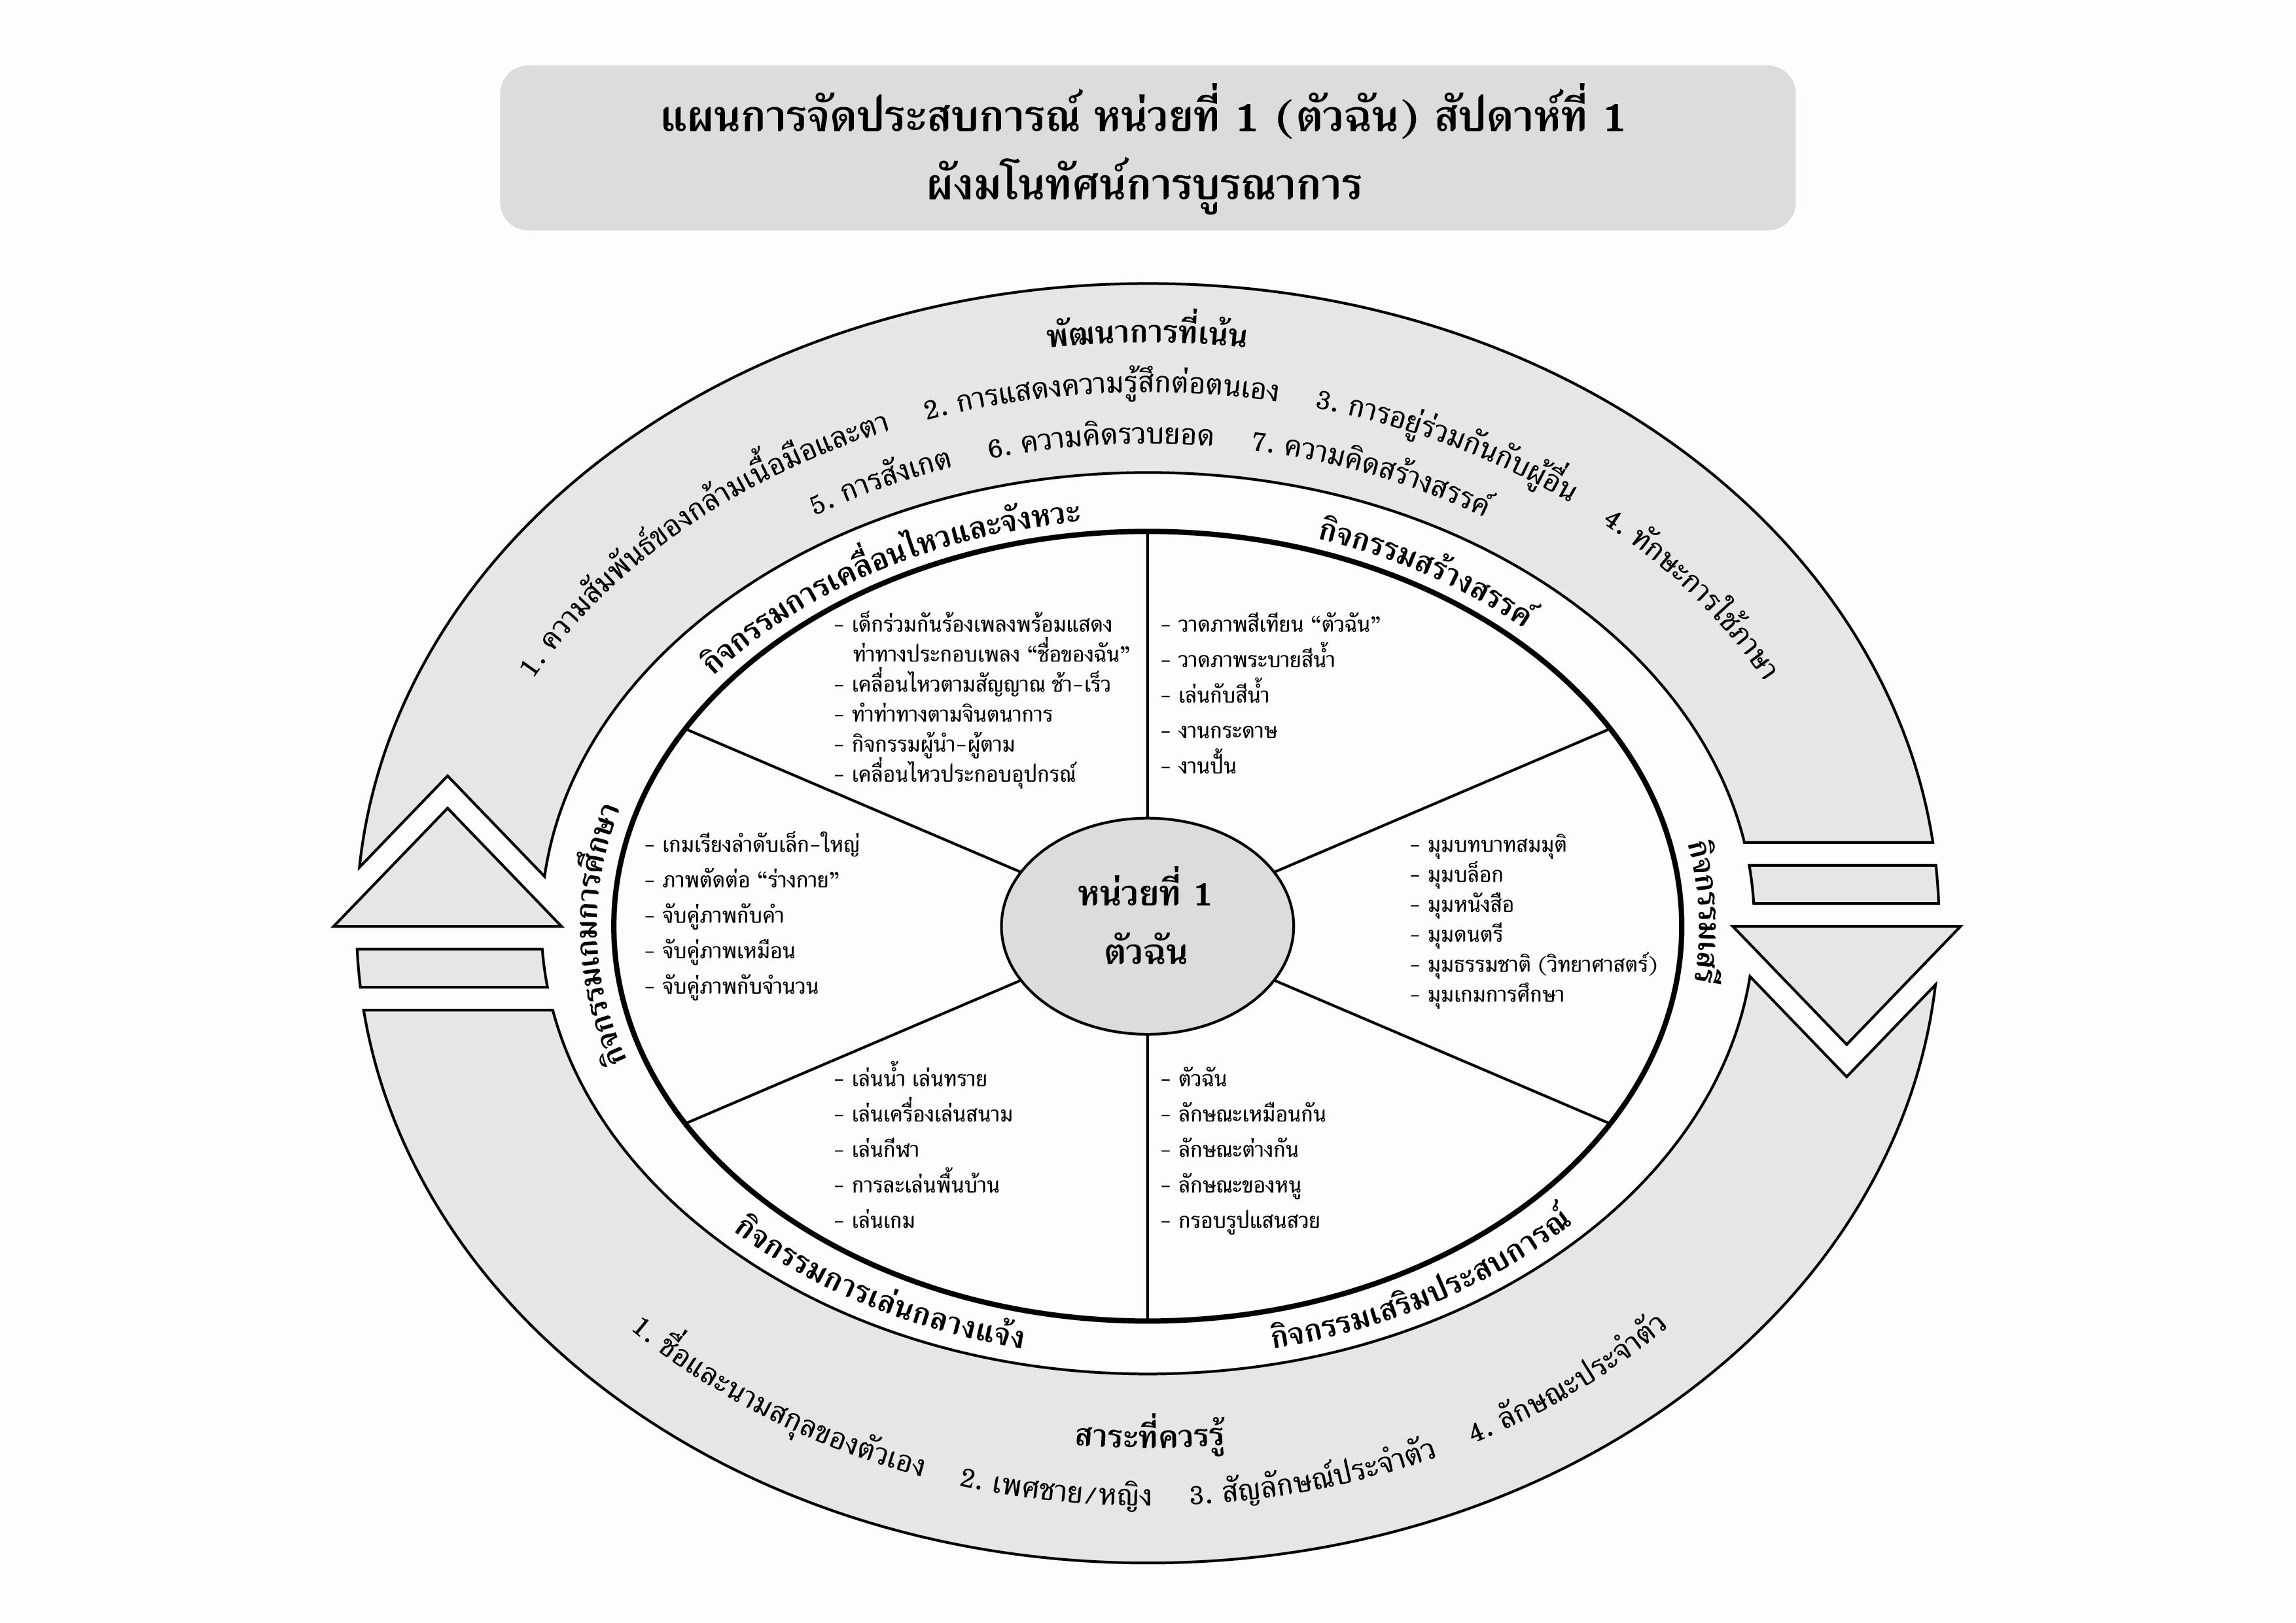 แผนการจัดประสบการณ์ หน่วยที่ 1 (ตัวฉัน) สัปดาห์ที่ 1
ผังมโนทัศน์การบูรณาการ
พัฒนาการที่เน้น
1. ความสัมพันธ์ของกล้ามเนื้อมือและตา 2. การแสดงความรู้สึกต่อตนเอง 3. การอยู่ร่วมกันกับผู้อื่น 4. ทักษะการใช้ภาษา
5. การสังเกต 6. ความคิดรวบยอด 7. ความคิดสร้างสรรค์
กิจกรรมการเคลื่อนไหวและจังหวะ
- เด็กร่วมกันร้องเพลงพร้อมแสดง
ท่าทางประกอบเพลง “ชื่อของฉัน”
- เคลื่อนไหวตามสัญญาณ ช้า-เร็ว
- ทำท่าทางตามจินตนาการ
- กิจกรรมผู้นำ-ผู้ตาม
- เคลื่อนไหวประกอบอุปกรณ์
กิจกรรมสร้างสรรค์
- วาดภาพสีเทียน “ตัวฉัน”
- วาดภาพระบายสีน้ำ
- เล่นกับสีน้ำ
- งานกระดาษ
- งานปั้น
กิจกรรมเกมการศึกษา
- เกมเรียงลำดับเล็ก-ใหญ่
- ภาพตัดต่อ “ร่างกาย”
- จับคู่ภาพกับคำ
- จับคู่ภาพเหมือน
- จับคู่ภาพกับจำนวน
หน่วยที่ 1
ตัวฉัน
กิจกรรมเสรี
- มุมบทบาทสมมุติ
- มุมบล็อก
- มุมหนังสือ
- มุมดนตรี
- มุมธรรมชาติ (วิทยาศาสตร์)
- มุมเกมการศึกษา
- เล่นน้ำ เล่นทราย
- เล่นเครื่องเล่นสนาม
- เล่นกีฬา
- การละเล่นพื้นบ้าน
- เล่นเกม
กิจกรรมการเล่นกลางแจ้ง
- ตัวฉัน
- ลักษณะเหมือนกัน
- ลักษณะต่างกัน
- ลักษณะของหนู
- กรอบรูปแสนสวย
กิจกรรมเสริมประสบการณ์
สาระที่ควรรู้
1. ชื่อและนามสกุลของตัวเอง 2. เพศชาย/หญิง 3. สัญลักษณ์ประจำตัว 4. ลักษณะประจำตัว